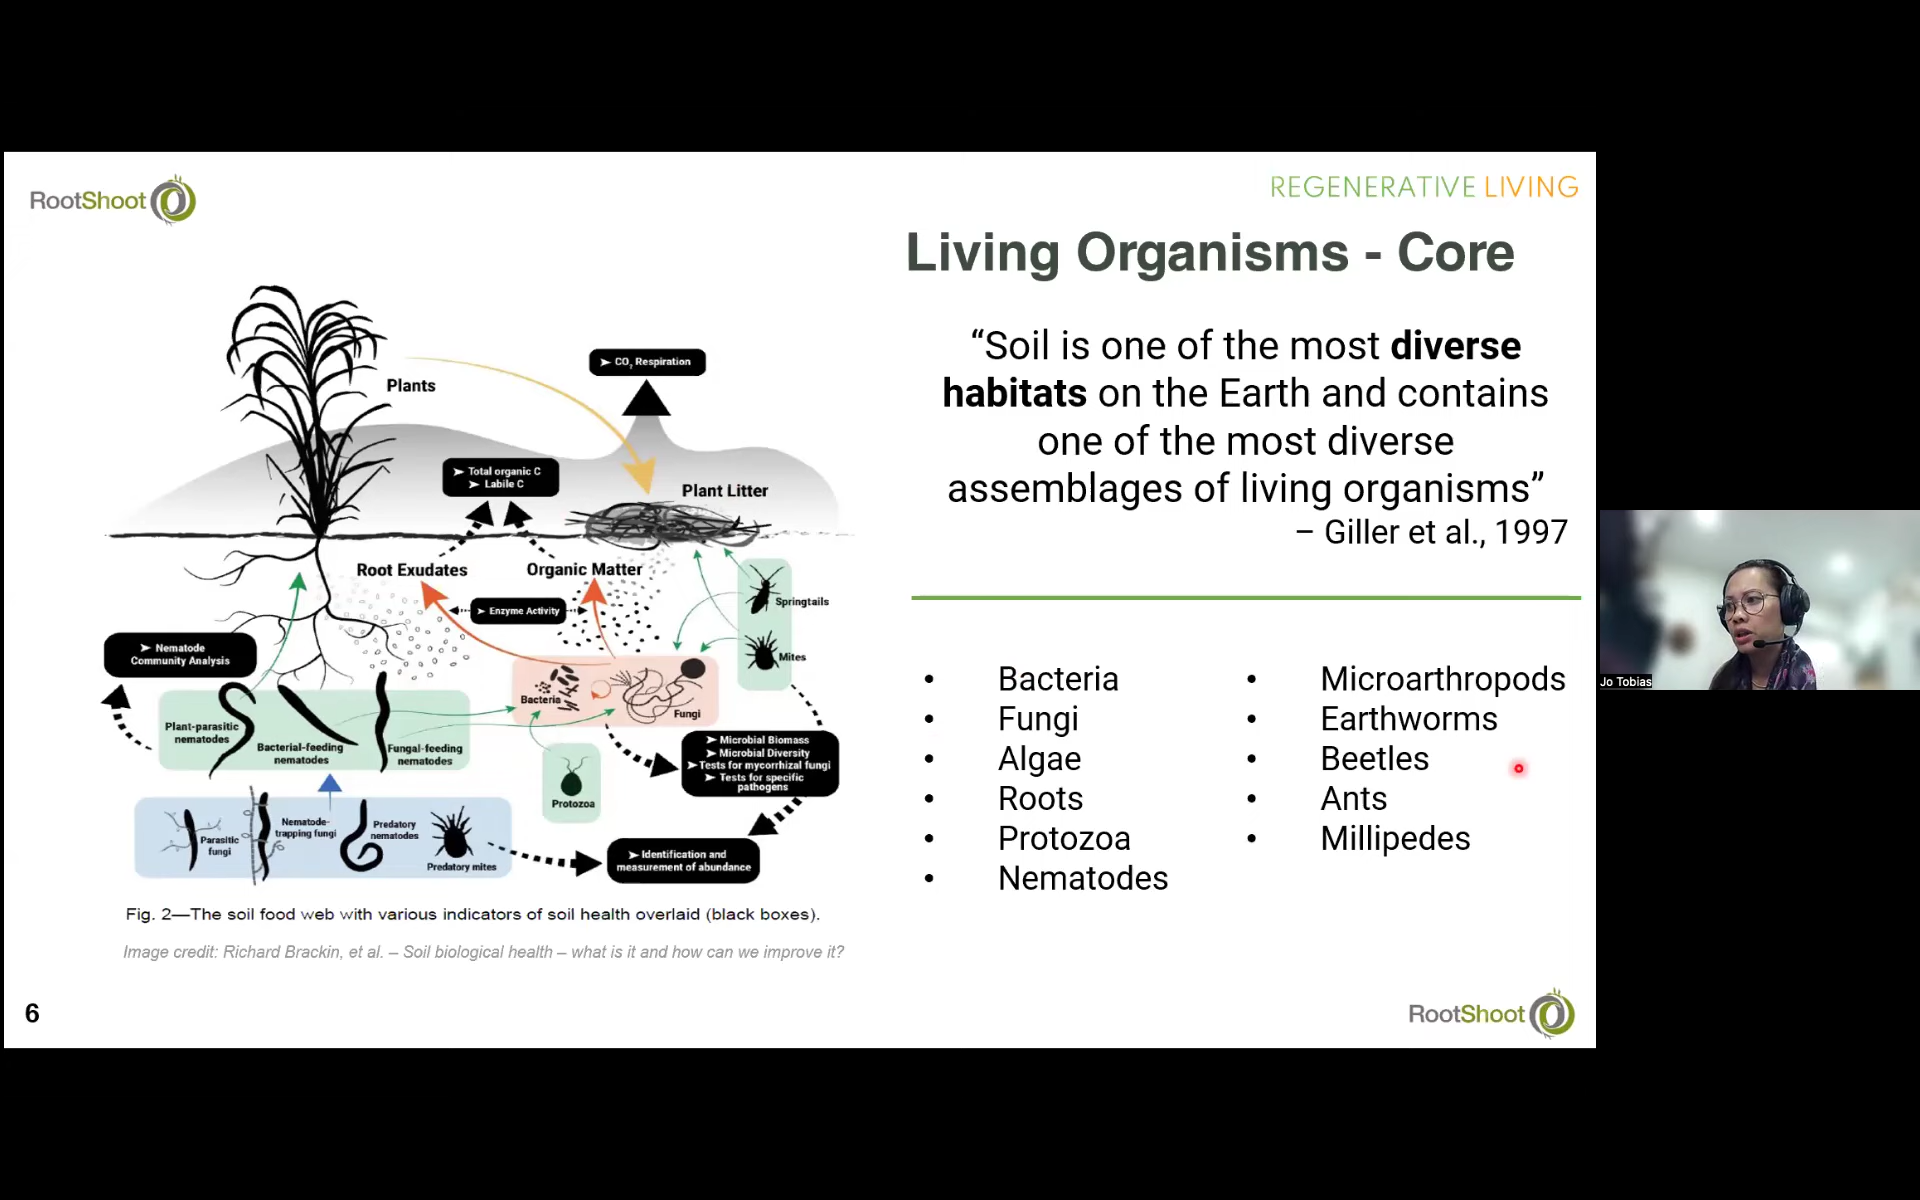 RootShoot
REGENERATIVE LIVING
Living Organisms - Core
Plants
➤ CO2 Respiration
➤ Total organic C
➤ Labile C
Plant Litter
Root Exudates
Organic Matter
➤ Enzyme Activity
Springtails
Mites
➤ Nematode
Community Analysis
Bacteria
Fungi
Plant-parasitic
nematodes
Bacterial-feeding
nematodes
Fungal-feeding
nematodes
➤ Microbial Biomass
➤ Microbial Diversity
➤ Tests for mycorrhizal fungi
➤ Tests for specific
pathogens
Protozoa
Parasitic
fungi
Nematode-
trapping fungi
Predatory
nematodes
Predatory mites
➤ Identification and
measurement of abundance
Fig. 2—The soil food web with various indicators of soil health overlaid (black boxes).
Image credit: Richard Brackin, et al. – Soil biological health – what is it and how can we improve it?
“Soil is one of the most diverse
habitats on the Earth and contains
one of the most diverse
assemblages of living organisms”
– Giller et al., 1997
• Bacteria
• Fungi
• Algae
• Roots
• Protozoa
• Nematodes
• Microarthropods
• Earthworms
• Beetles
• Ants
• Millipedes
Jo Tobias
6
RootShoot